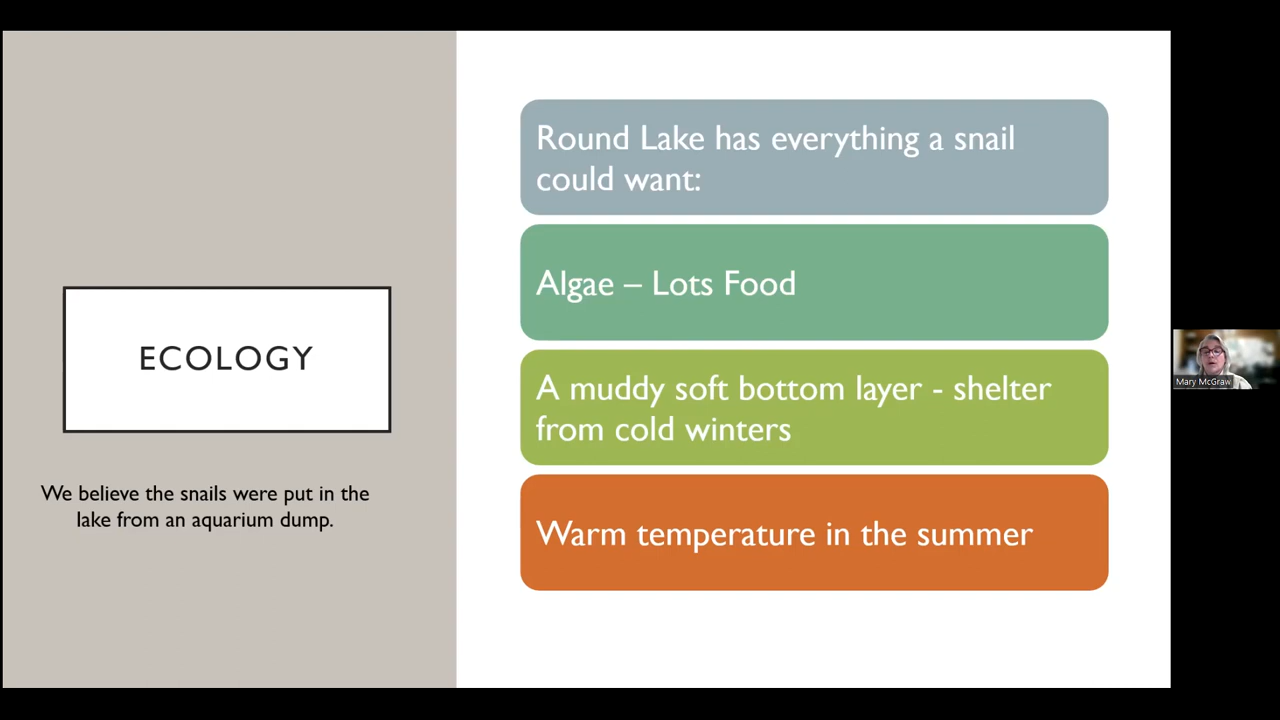 ECOLOGY
We believe the snails were put in the
lake from an aquarium dump.
Round Lake has everything a snail
could want:
Algae – Lots Food
A muddy soft bottom layer - shelter
from cold winters
Warm temperature in the summer
Mary McGraw